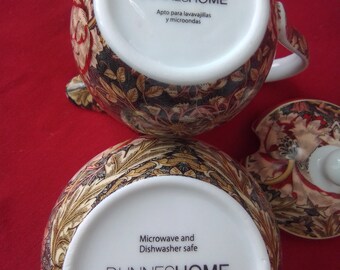 HOME
Apto para lavavajillas
y microondas
Microwave and
Dishwasher safe
DUNNESHOME